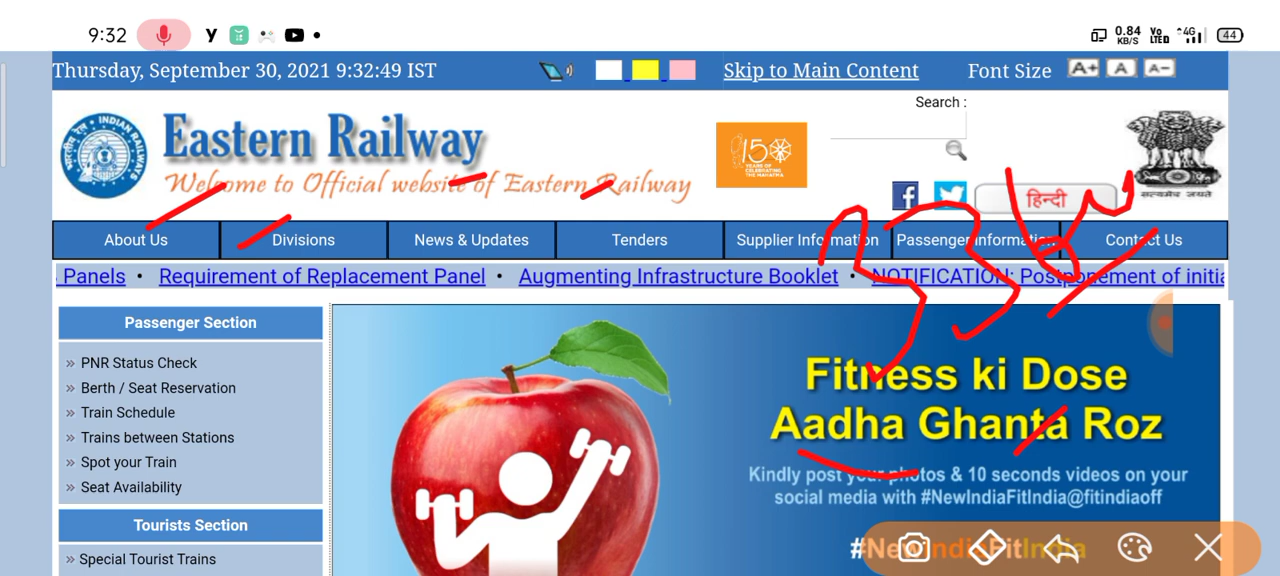 9:32 y 0.84 KB/S Vo LTE D 4G 44
Thursday, September 30, 2021 9:32:49 IST Skip to Main Content Font Size A+ A A-
Search :
Eastern Railway
Welcome to Official website of Eastern Railway
150 YEARS OF CELEBRATING THE MAHATMA
हिन्दी
सत्यमेव जयते
About Us Divisions News & Updates Tenders Supplier Information Passenger Information Contact Us
Panels • Requirement of Replacement Panel • Augmenting Infrastructure Booklet • NOTIFICATION: Postponement of initia
Passenger Section
» PNR Status Check
» Berth / Seat Reservation
» Train Schedule
» Trains between Stations
» Spot your Train
» Seat Availability
Tourists Section
» Special Tourist Trains
Fitness ki Dose
Aadha Ghanta Roz
Kindly post your photos & 10 seconds videos on your
social media with #NewIndiaFitIndia@fitindiaoff
#NewIndiaFitIndia